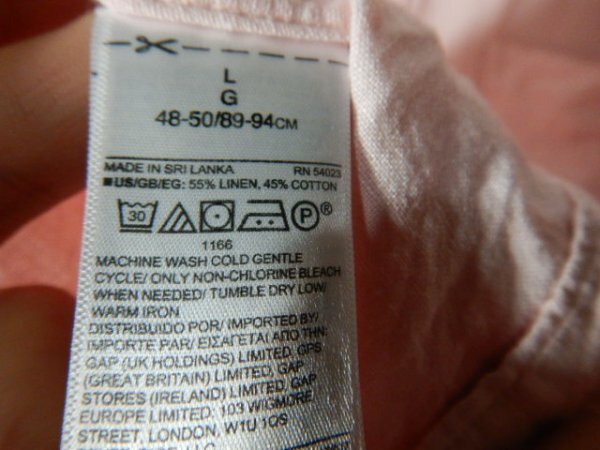 L
G
48-50/89-94CM
MADE IN SRI LANKA RN 54023
■US/GB/EG: 55% LINEN, 45% COTTON
30 P®
1166
MACHINE WASH COLD GENTLE
CYCLE/ ONLY NON-CHLORINE BLEACH
WHEN NEEDED/ TUMBLE DRY LOW/
WARM IRON
DISTRIBUIDO POR/ IMPORTED BY/
IMPORTE PAR/ ΕΙΣΑΓΕΤΑΙ ΑΠΟ ΤΗΝ:
GAP (UK HOLDINGS) LIMITED, GPS
(GREAT BRITAIN) LIMITED, GAP
STORES (IRELAND) LIMITED, GAP
EUROPE LIMITED: 103 WIGMORE
STREET, LONDON, W1U 1QS